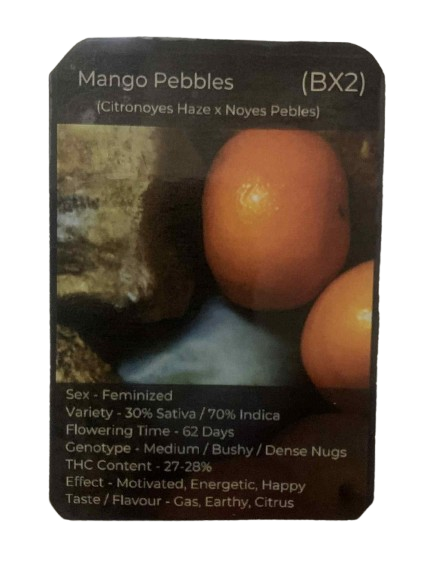 Mango Pebbles (BX2)
(Citronoyes Haze x Noyes Pebles)
Sex - Feminized
Variety - 30% Sativa / 70% Indica
Flowering Time - 62 Days
Genotype - Medium / Bushy / Dense Nugs
THC Content - 27-28%
Effect - Motivated, Energetic, Happy
Taste / Flavour - Gas, Earthy, Citrus